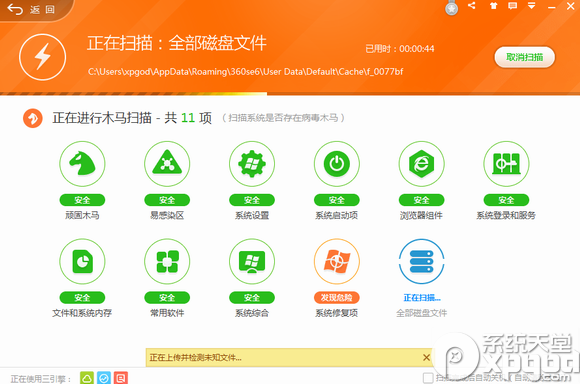 返 回
正在扫描：全部磁盘文件
已用时：00:00:44
取消扫描
C:\Users\xpgod\AppData\Roaming\360se6\User Data\Default\Cache\f_0077bf
正在进行木马扫描 - 共 11 项 （扫描系统是否存在病毒木马）
安全 安全 安全 安全 安全 安全
顽固木马 易感染区 系统设置 系统启动项 浏览器组件 系统登录和服务
安全 安全 安全 发现危险 正在扫描...
文件和系统内存 常用软件 系统综合 系统修复项 全部磁盘文件
正在上传并检测未知文件...
系统天堂
正在使用三引擎：